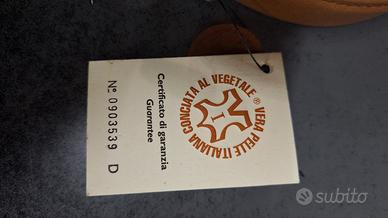 VERA PELLE ITALIANA CONCIATA AL VEGETALE ®
I
Certificato di garanzia
Guarantee
Nº 0903539 D
subito